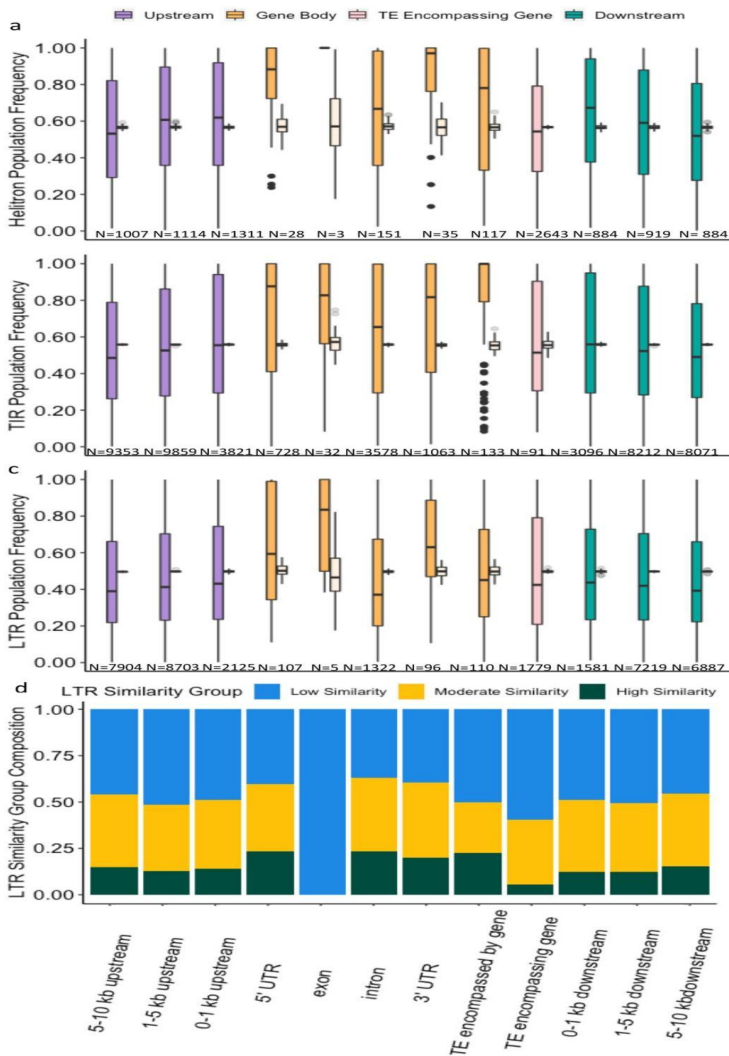 Upstream Gene Body TE Encompassing Gene Downstream
a
Helitron Population Frequency
1.00
0.80
0.60
0.40
0.20
0.00
N=1007 N=1114 N=1311 N=28 N=3 N=151 N=35 N=117 N=2643 N=884 N=919 N= 884
TIR Population Frequency
1.00
0.80
0.60
0.40
0.20
0.00
N=9353 N=9859 N=3821 N=728 N=32 N=3578 N=1063 N=133 N=91 N=3096 N=8212 N=8071
c
LTR Population Frequency
1.00
0.80
0.60
0.40
0.20
0.00
N=7904 N=8703 N=2125 N=107 N=5 N=1322 N=96 N=110 N=1779 N=1581 N=7219 N=6887
d
LTR Similarity Group Low Similarity Moderate Similarity High Similarity
LTR Similarity Group Composition
1.00
0.75
0.50
0.25
0.00
5-10 kb upstream
1-5 kb upstream
0-1 kb upstream
5' UTR
exon
intron
3' UTR
TE encompassed by gene
TE encompassing gene
0-1 kb downstream
1-5 kb downstream
5-10 kbdownstream